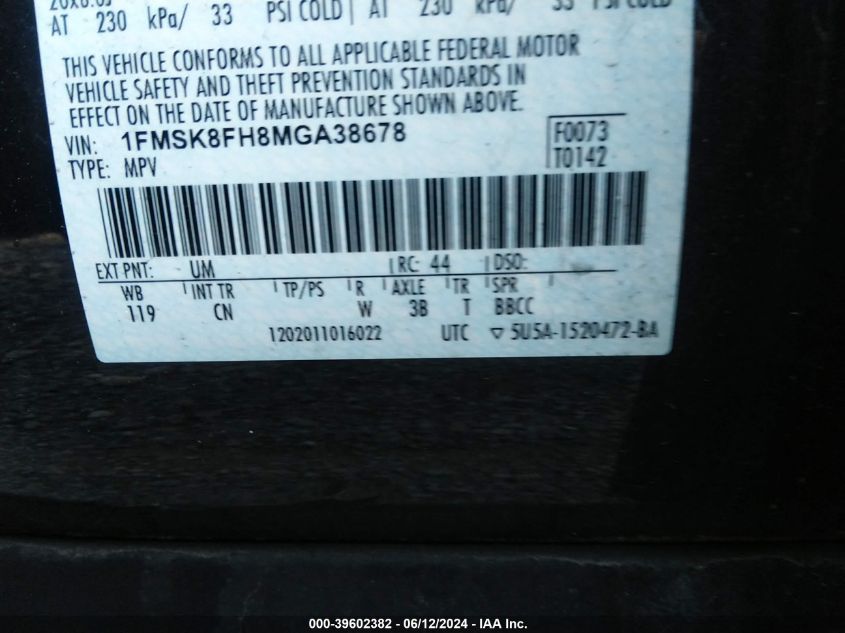 AT 230 kPa/ 33 PSI COLD | AT 230 kPa/ 33 PSI COLD
THIS VEHICLE CONFORMS TO ALL APPLICABLE FEDERAL MOTOR
VEHICLE SAFETY AND THEFT PREVENTION STANDARDS IN
EFFECT ON THE DATE OF MANUFACTURE SHOWN ABOVE.
VIN: 1FMSK8FH8MGA38678
F0073
TYPE: MPV
T0142
EXT PNT: UM | RC: 44 | DSO:
WB | INT TR | TP/PS | R | AXLE | TR | SPR
119 CN W 3B T BBCC
1202011016022 UTC ▽ 5U5A-1520472-BA
000-39602382 - 06/12/2024 - IAA Inc.